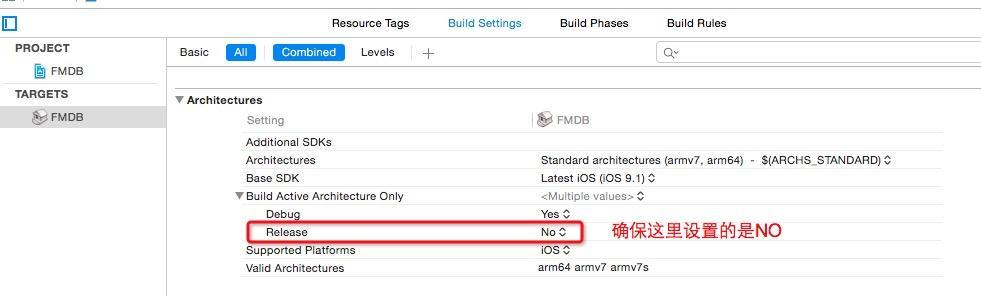 Resource Tags Build Settings Build Phases Build Rules
PROJECT
FMDB
TARGETS
FMDB
Basic All Combined Levels +
Architectures
Setting FMDB
Additional SDKs
Architectures Standard architectures (armv7, arm64) - $(ARCHS_STANDARD)
Base SDK Latest iOS (iOS 9.1)
Build Active Architecture Only <Multiple values>
Debug Yes
Release No 确保这里设置的是NO
Supported Platforms iOS
Valid Architectures arm64 armv7 armv7s